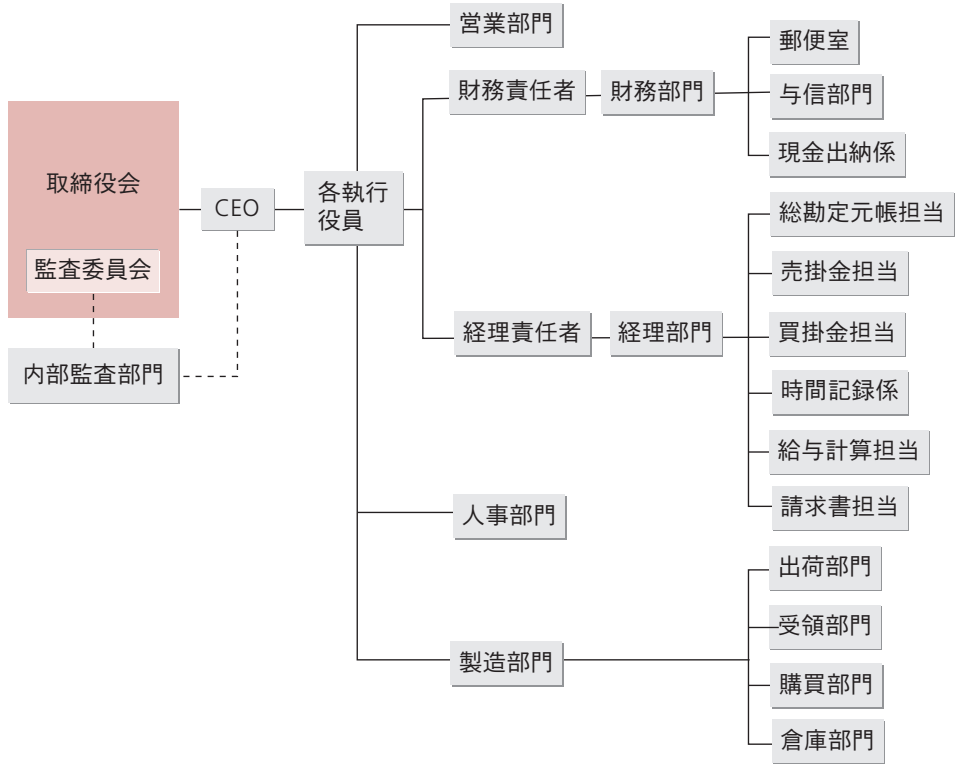 取締役会
監査委員会
内部監査部門
CEO
各執行
役員
営業部門
財務責任者
財務部門
郵便室
与信部門
現金出納係
経理責任者
経理部門
総勘定元帳担当
売掛金担当
買掛金担当
時間記録係
給与計算担当
請求書担当
人事部門
製造部門
出荷部門
受領部門
購買部門
倉庫部門